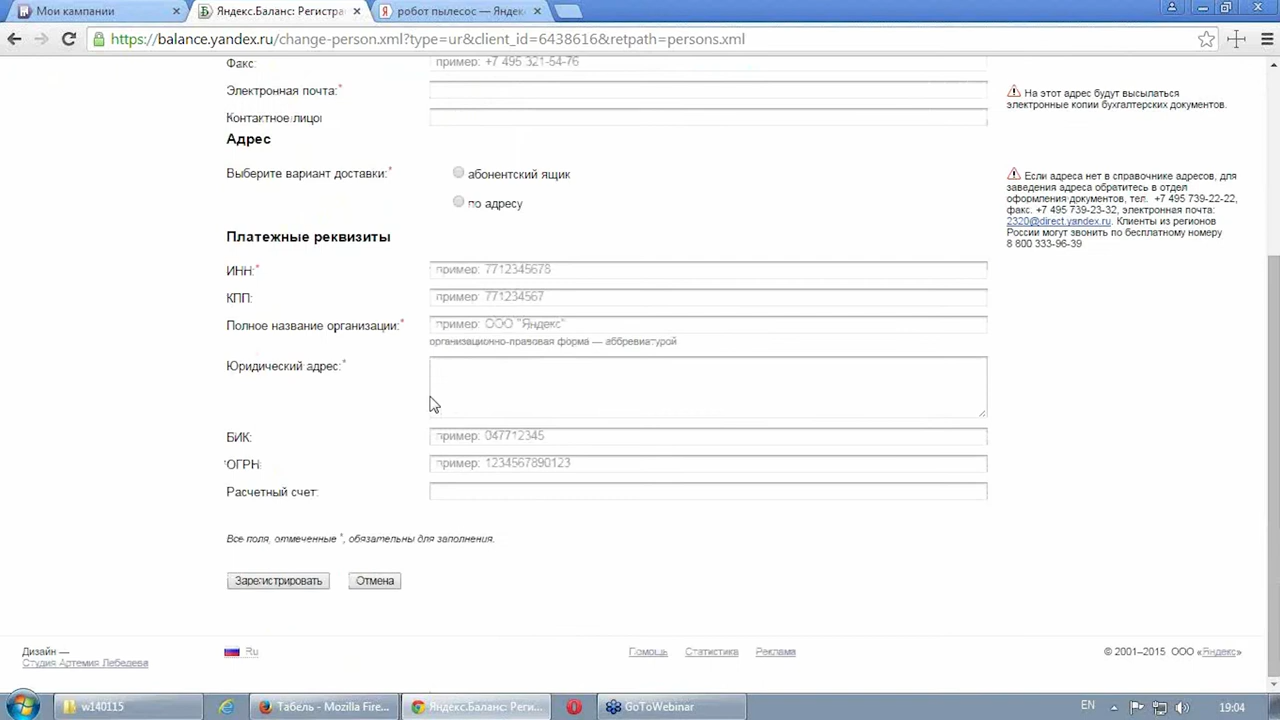 Мои кампании
Яндекс.Баланс: Регистра
робот пылесос — Яндек
https://balance.yandex.ru/change-person.xml?type=ur&client_id=6438616&retpath=persons.xml
Факс:
пример: +7 495 321-54-76
Электронная почта:*
На этот адрес будут высылаться
электронные копии бухгалтерских документов.
Контактное лицо
Адрес
Выберите вариант доставки:*
абонентский ящик
по адресу
Если адреса нет в справочнике адресов, для
заведения адреса обратитесь в отдел
оформления документов, тел. +7 495 739-22-22,
факс. +7 495 739-23-32, электронная почта:
2320@direct.yandex.ru. Клиенты из регионов
России могут звонить по бесплатному номеру
8 800 333-96-39
Платежные реквизиты
ИНН:*
пример: 7712345678
КПП:
пример: 771234567
Полное название организации:*
пример: ООО "Яндекс"
организационно-правовая форма — аббревиатурой
Юридический адрес:*
БИК:
пример: 047712345
*ОГРН:
пример: 1234567890123
Расчетный счет:
Все поля, отмеченные *, обязательны для заполнения.
Зарегистрировать
Отмена
Дизайн —
Студия Артемия Лебедева
Ru
Помощь
Статистика
Реклама
© 2001–2015 ООО «Яндекс»
w140115
Табель - Mozilla Fire...
Яндекс.Баланс: Реги...
GoToWebinar
EN
19:04